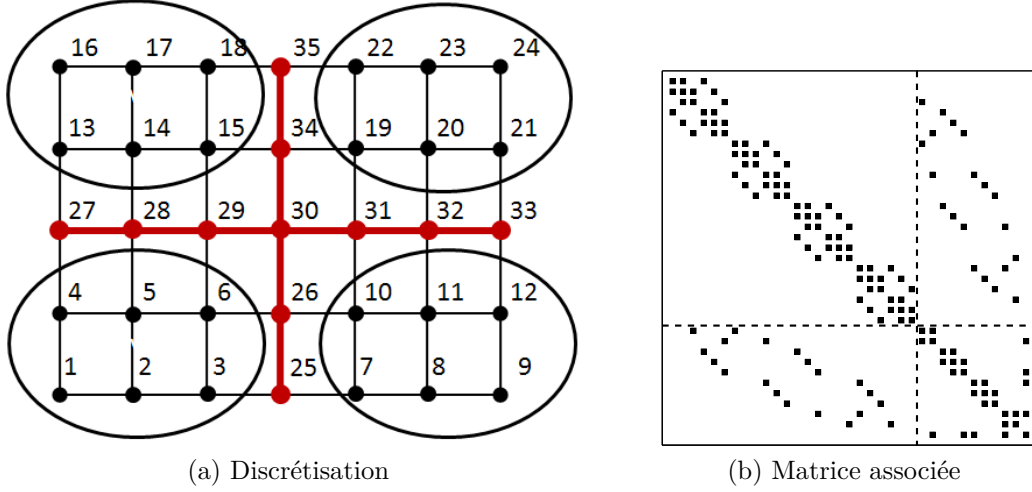 16 17 18 35 22 23 24
13 14 15 34 19 20 21
27 28 29 30 31 32 33
4 5 6 26 10 11 12
1 2 3 25 7 8 9
(a) Discrétisation
(b) Matrice associée